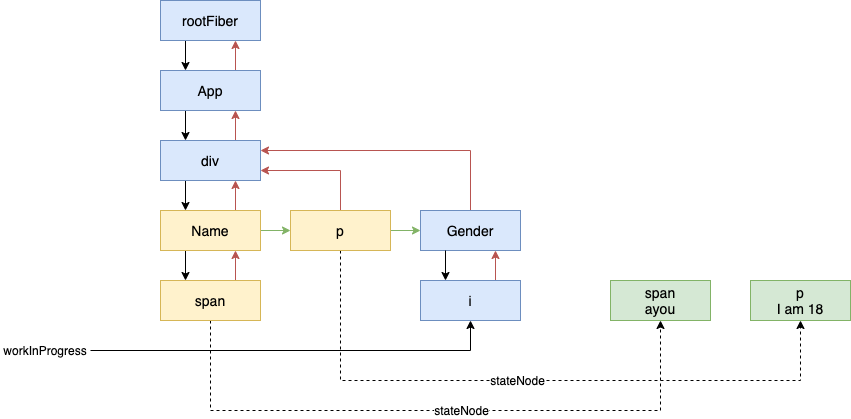 rootFiber
App
div
Name
p
Gender
span
i
span
ayou
p
I am 18
workInProgress
stateNode
stateNode